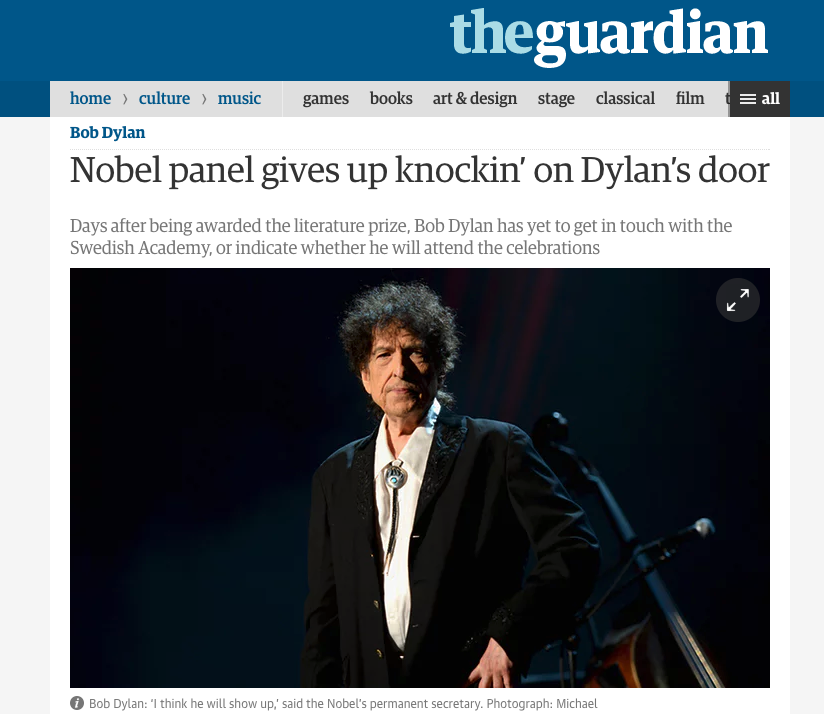 theguardian
home › culture › music games books art & design stage classical film t all
Bob Dylan
Nobel panel gives up knockin’ on Dylan’s door
Days after being awarded the literature prize, Bob Dylan has yet to get in touch with the
Swedish Academy, or indicate whether he will attend the celebrations
Bob Dylan: ‘I think he will show up,’ said the Nobel’s permanent secretary. Photograph: Michael